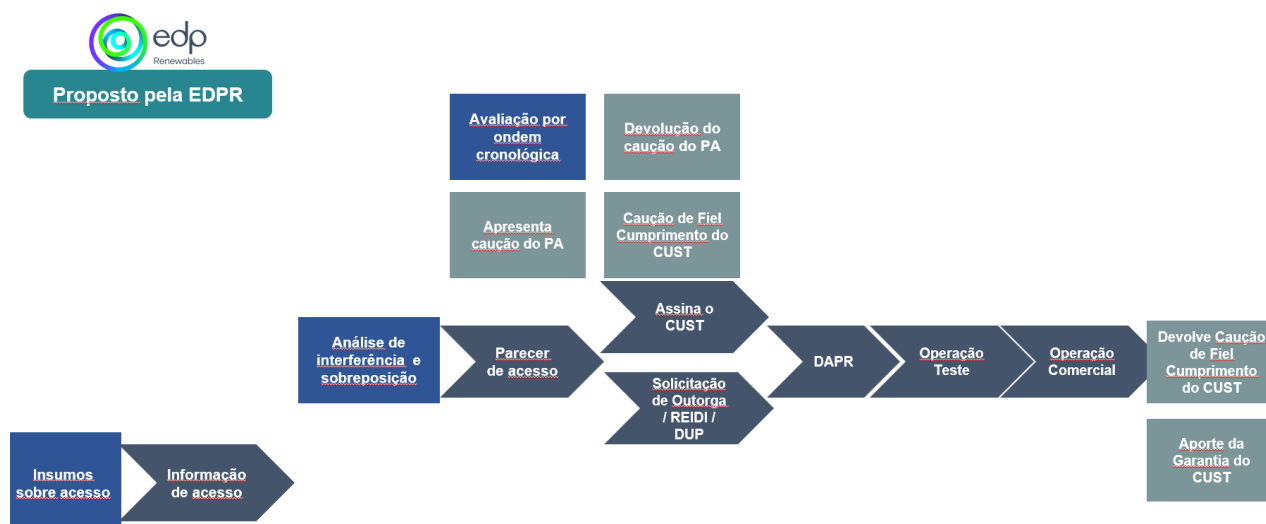 edp
Renewables
Proposto pela EDPR
Avaliação por
ondem
cronológica
Devolução do
caução do PA
Apresenta
caução do PA
Caução de Fiel
Cumprimento do
CUST
Assina o
CUST
Análise de
interferência e
sobreposição
Parecer
de acesso
Solicitação
de Outorga
/ REIDI /
DUP
DAPR
Operação
Teste
Operação
Comercial
Devolve Caução
de Fiel
Cumprimento
do CUST
Aporte da
Garantia do
CUST
Insumos
sobre acesso
Informação
de acesso